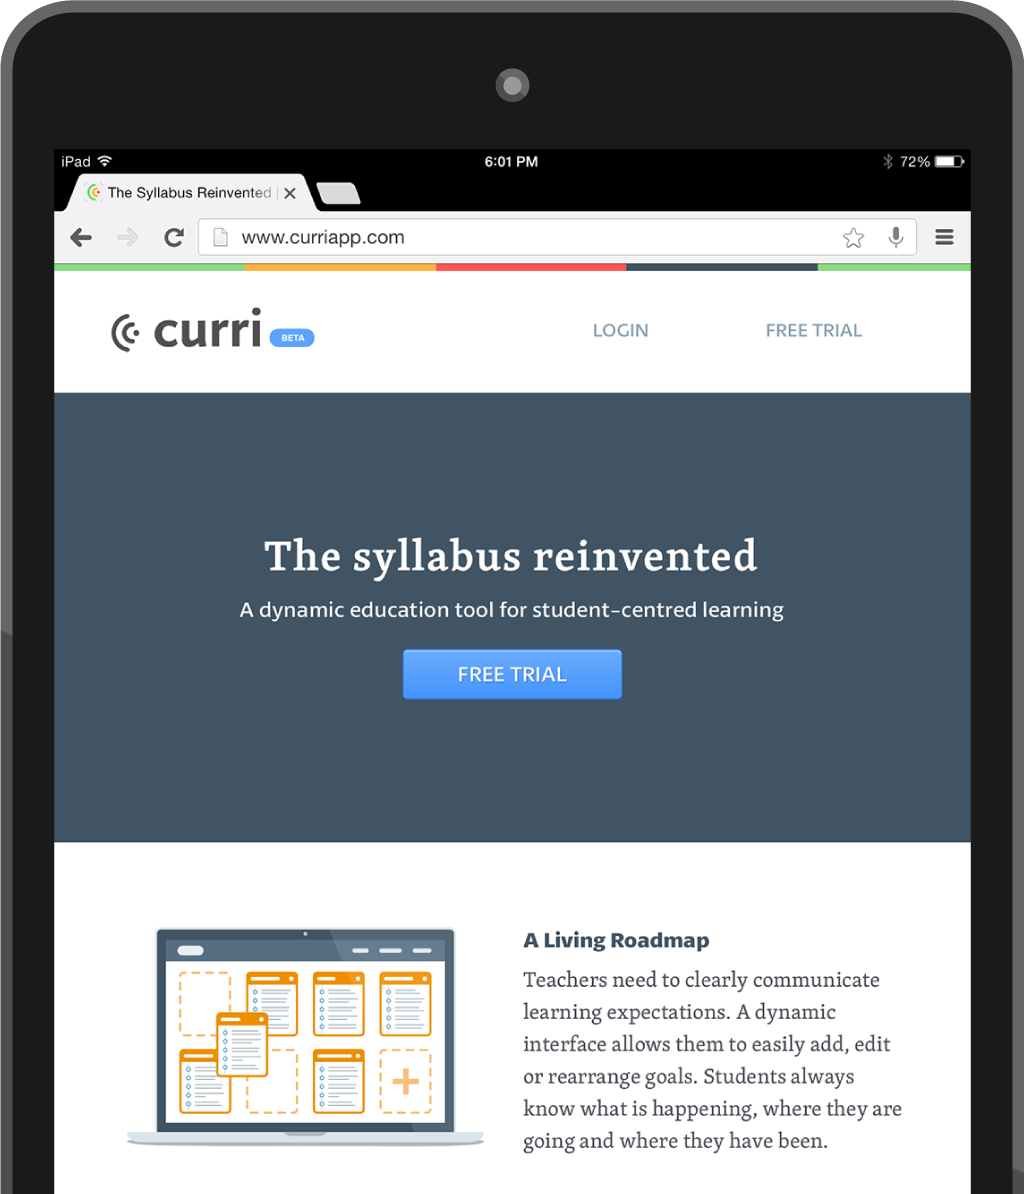 iPad 6:01 PM 72%
The Syllabus Reinvented
www.curriapp.com
curri BETA LOGIN FREE TRIAL
The syllabus reinvented
A dynamic education tool for student-centred learning
FREE TRIAL
A Living Roadmap
Teachers need to clearly communicate
learning expectations. A dynamic
interface allows them to easily add, edit
or rearrange goals. Students always
know what is happening, where they are
going and where they have been.